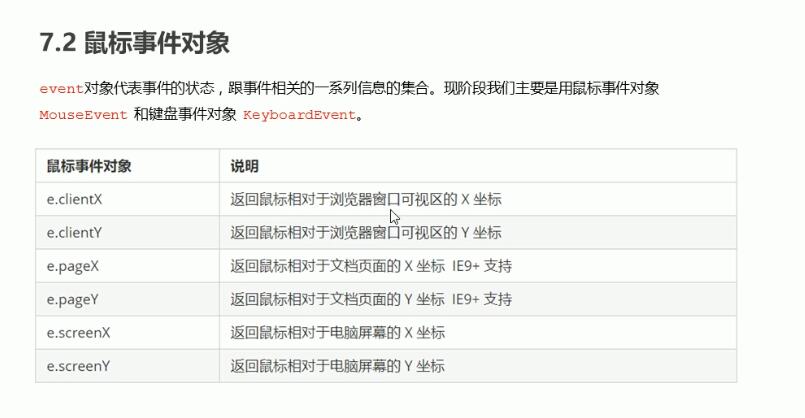 7.2 鼠标事件对象
event对象代表事件的状态，跟事件相关的一系列信息的集合。现阶段我们主要是用鼠标事件对象
MouseEvent 和键盘事件对象 KeyboardEvent。
鼠标事件对象 说明
e.clientX 返回鼠标相对于浏览器窗口可视区的 X 坐标
e.clientY 返回鼠标相对于浏览器窗口可视区的 Y 坐标
e.pageX 返回鼠标相对于文档页面的 X 坐标 IE9+ 支持
e.pageY 返回鼠标相对于文档页面的 Y 坐标 IE9+ 支持
e.screenX 返回鼠标相对于电脑屏幕的 X 坐标
e.screenY 返回鼠标相对于电脑屏幕的 Y 坐标